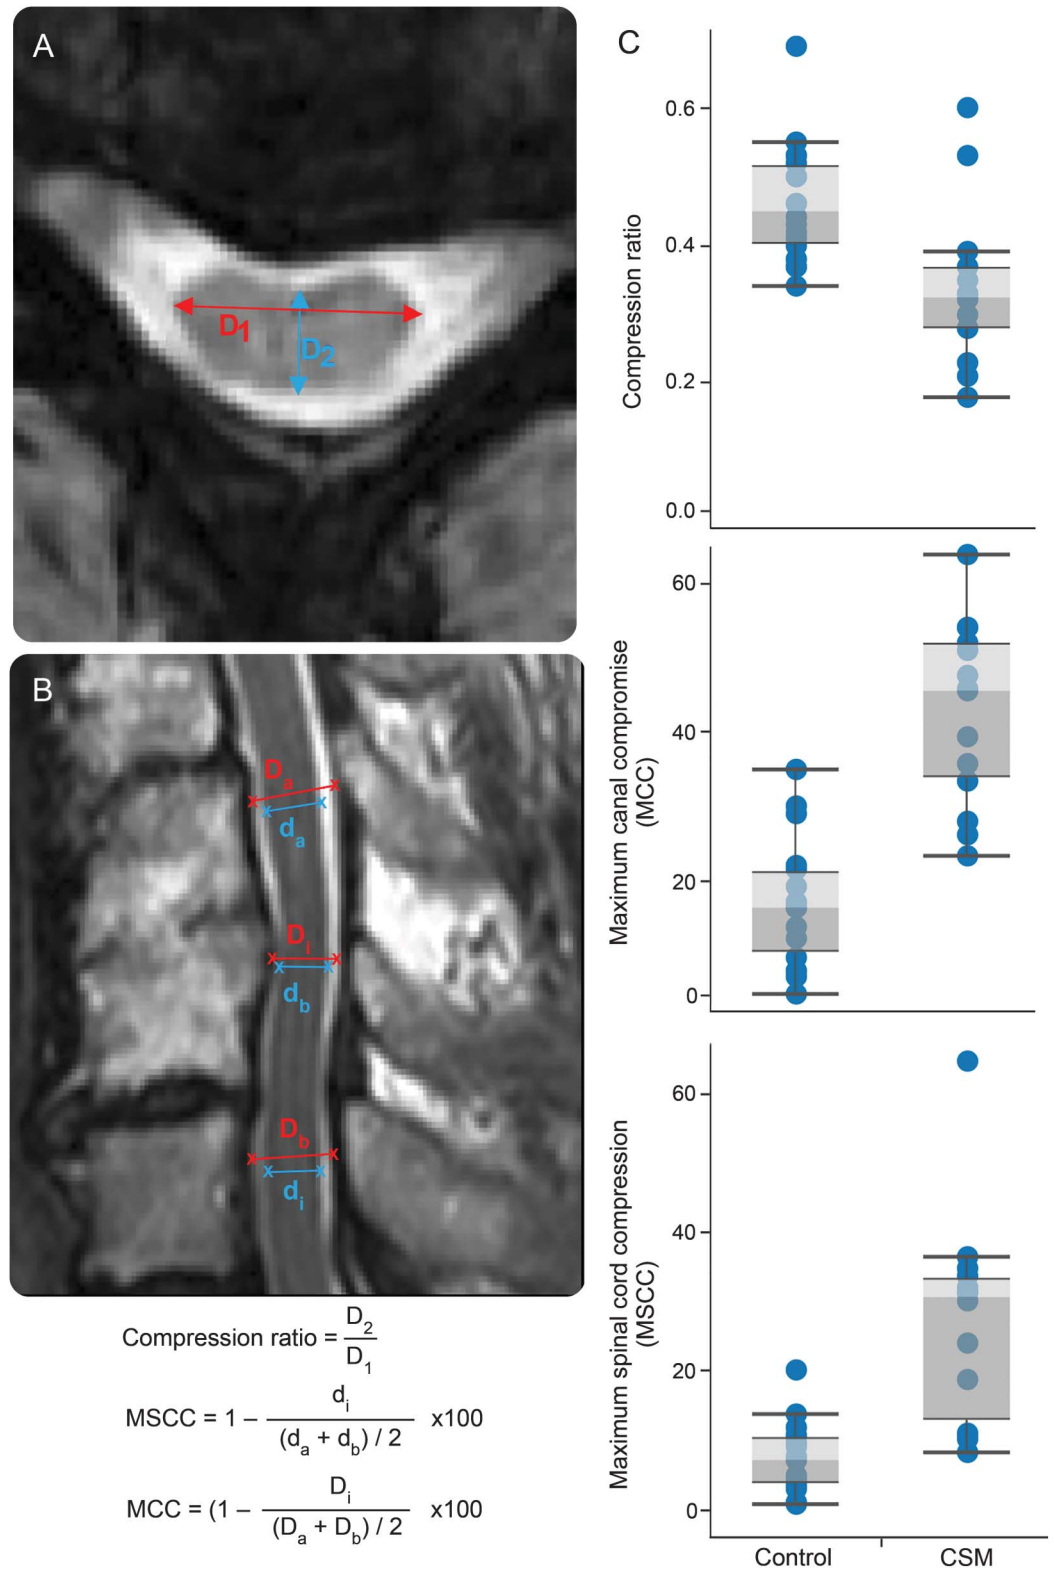 A
D1
D2
B
Da
da
Di
db
Db
di
Compression ratio = D2
D1
MSCC = 1 – di
(da + db) / 2
x100
MCC = (1 – Di
(Da + Db) / 2
x100
C
Compression ratio
0.6
0.4
0.2
0.0
Maximum canal compromise
(MCC)
60
40
20
0
Maximum spinal cord compression
(MSCC)
60
40
20
0
Control
CSM